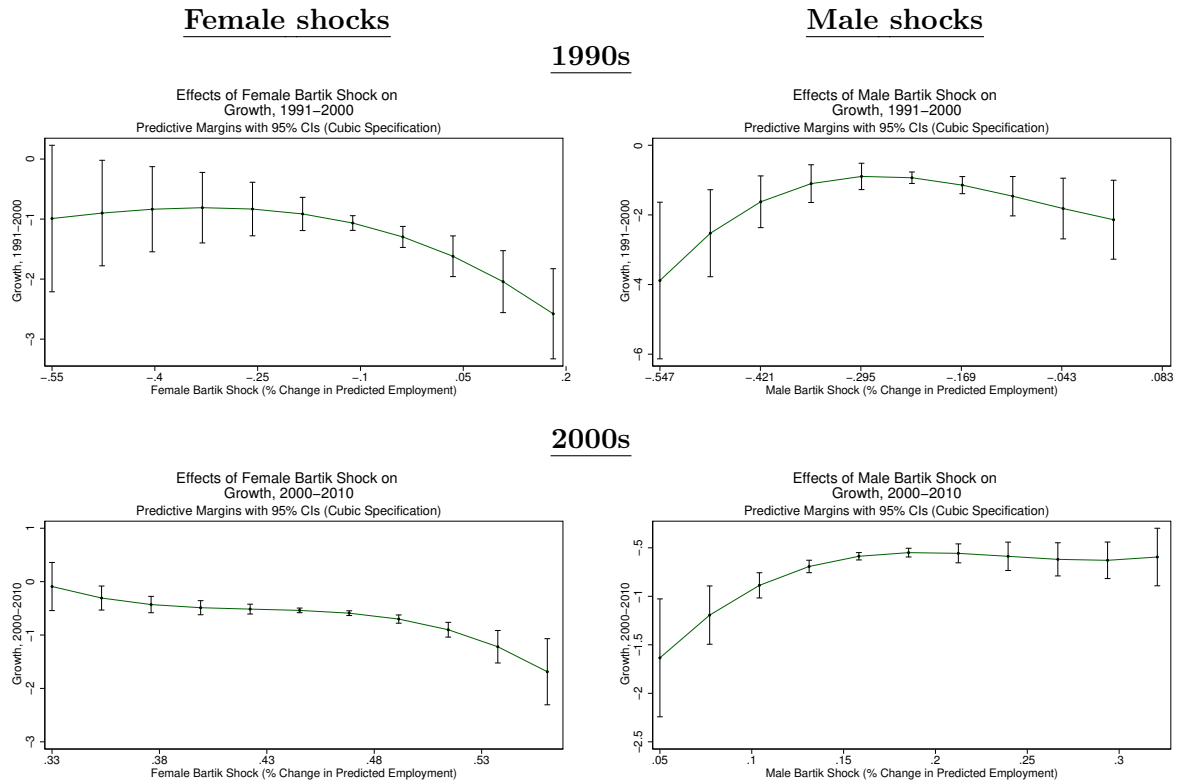 Female shocks
Male shocks
1990s
Effects of Female Bartik Shock on
Growth, 1991−2000
Predictive Margins with 95% CIs (Cubic Specification)
Growth, 1991−2000
0
−1
−2
−3
−.55 −.4 −.25 −.1 .05 .2
Female Bartik Shock (% Change in Predicted Employment)
Effects of Male Bartik Shock on
Growth, 1991−2000
Predictive Margins with 95% CIs (Cubic Specification)
Growth, 1991−2000
0
−2
−4
−6
−.547 −.421 −.295 −.169 −.043 .083
Male Bartik Shock (% Change in Predicted Employment)
2000s
Effects of Female Bartik Shock on
Growth, 2000−2010
Predictive Margins with 95% CIs (Cubic Specification)
Growth, 2000−2010
1
0
−1
−2
−3
.33 .38 .43 .48 .53
Female Bartik Shock (% Change in Predicted Employment)
Effects of Male Bartik Shock on
Growth, 2000−2010
Predictive Margins with 95% CIs (Cubic Specification)
Growth, 2000−2010
−.5
−1
−1.5
−2
−2.5
.05 .1 .15 .2 .25 .3
Male Bartik Shock (% Change in Predicted Employment)